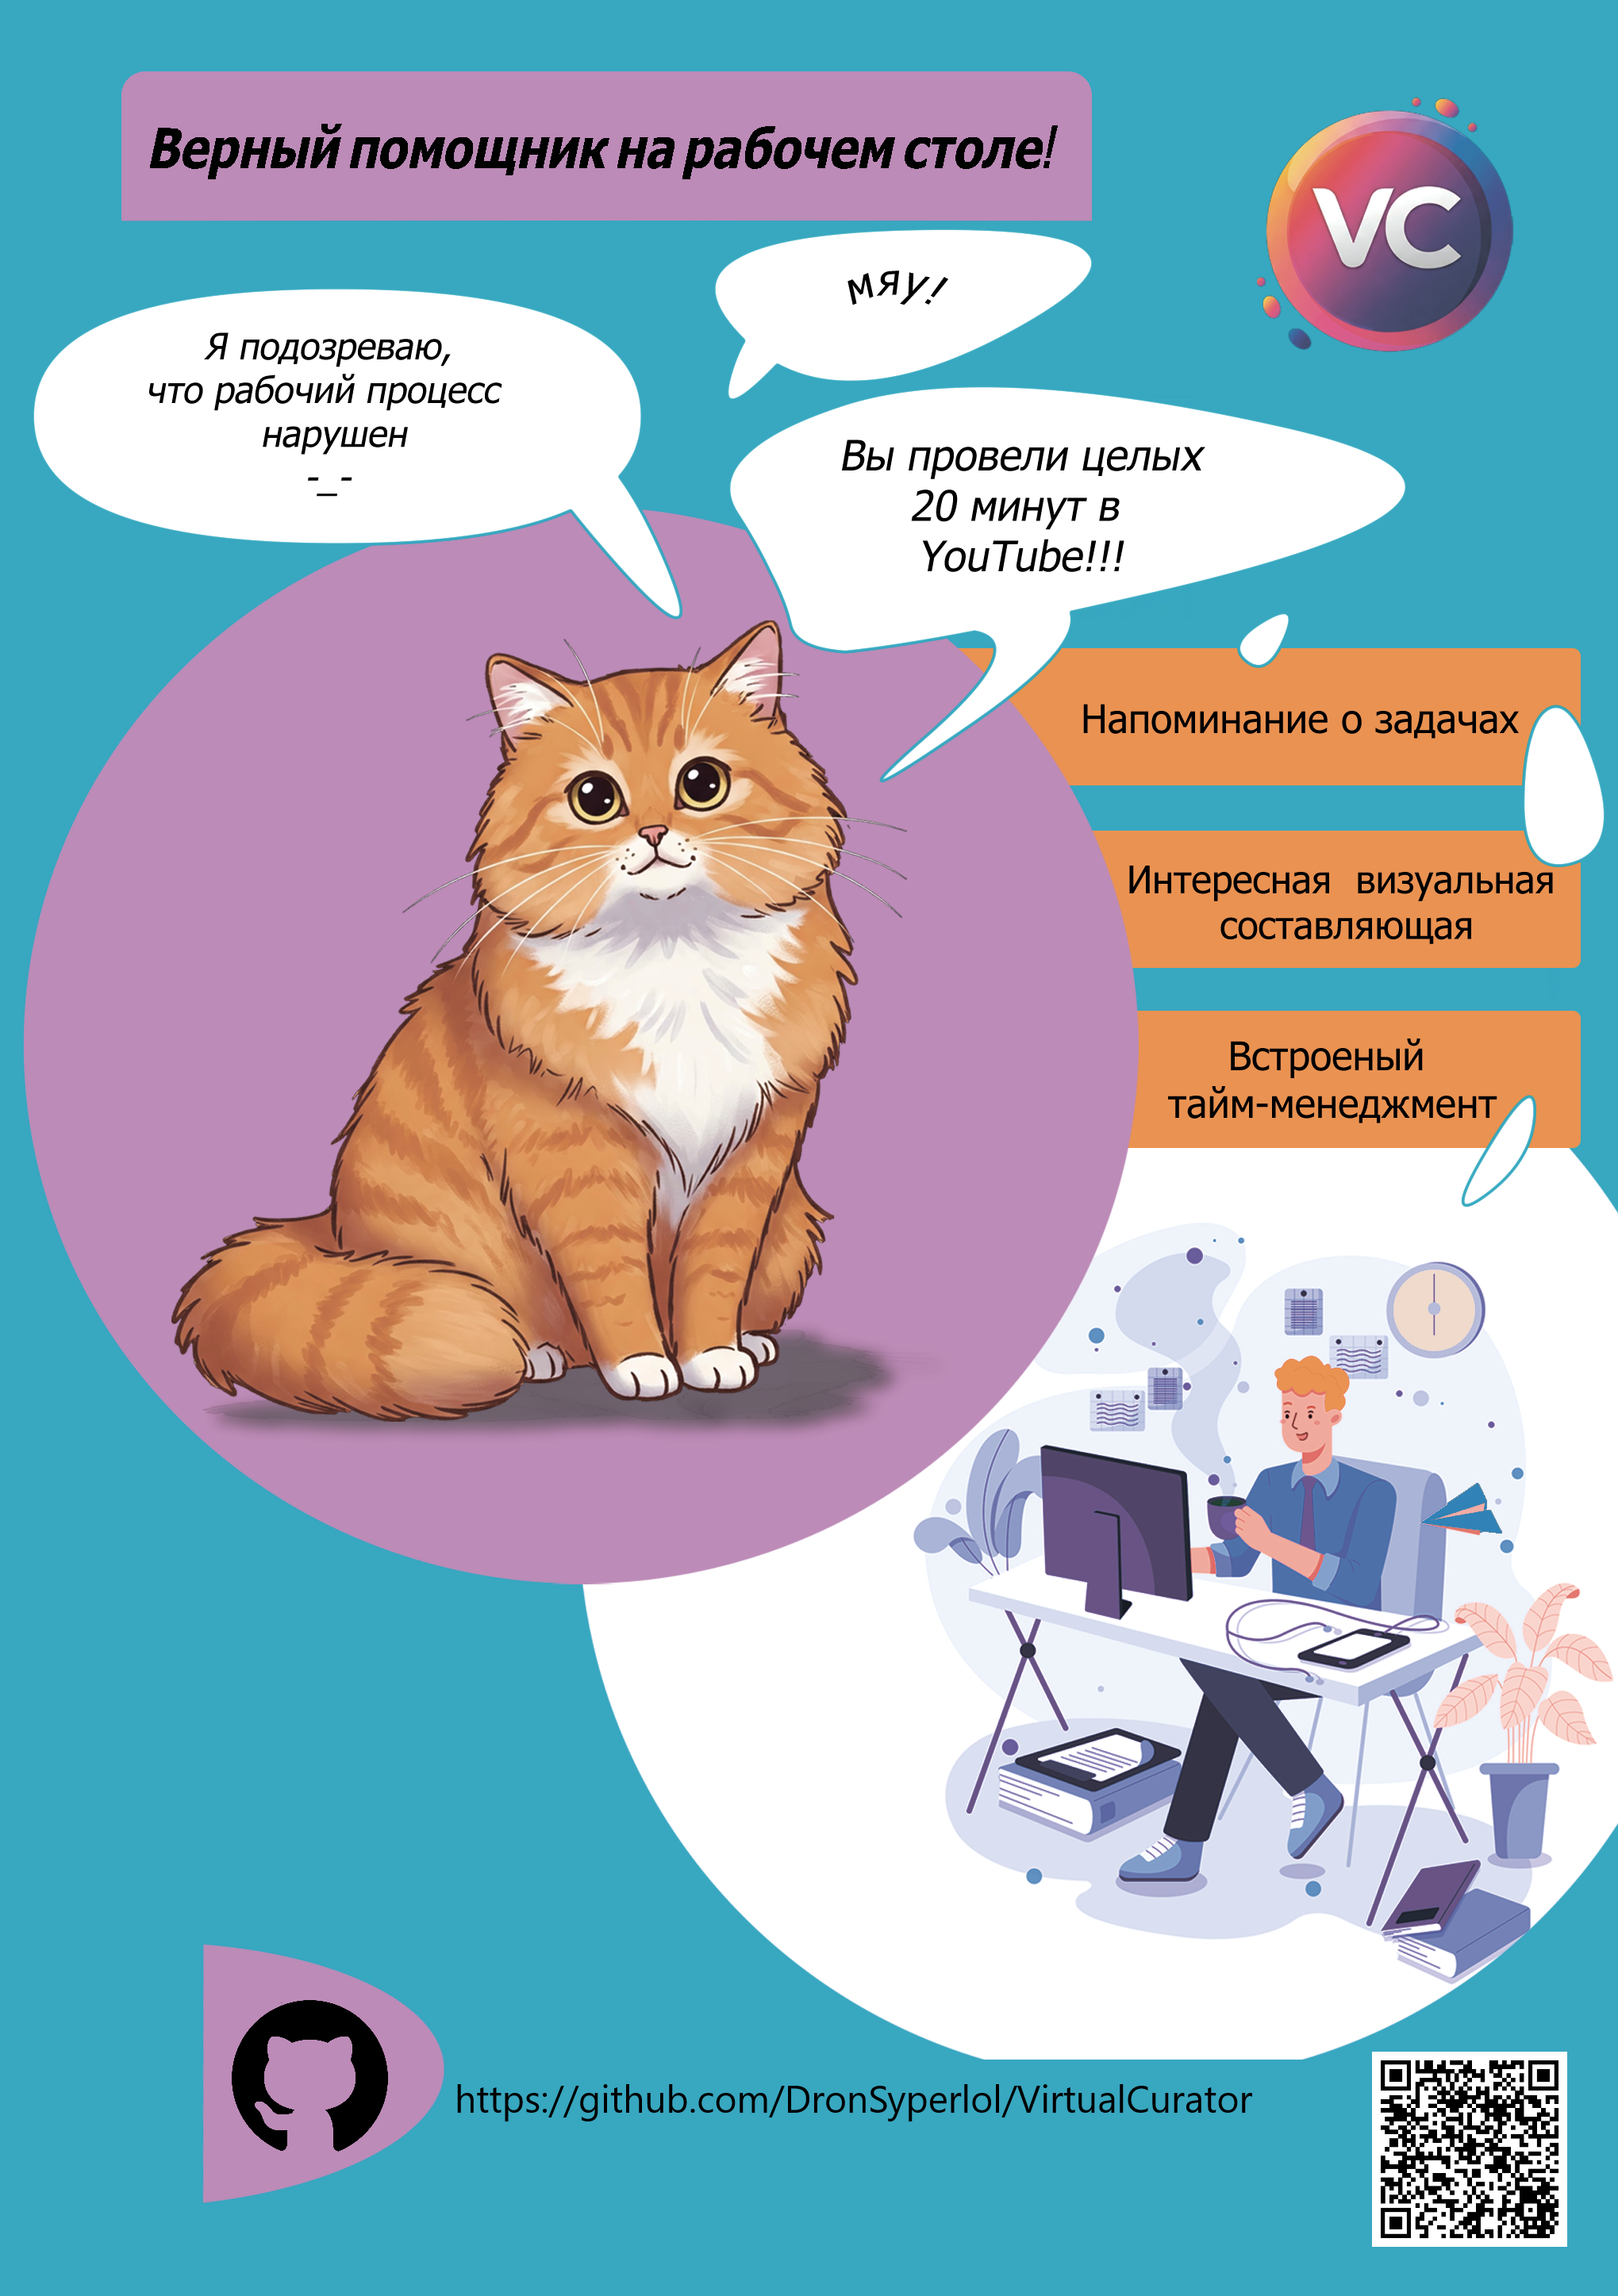 Верный помощник на рабочем столе!
VC
мяу!
Я подозреваю,
что рабочий процесс
нарушен
-_-
Вы провели целых
20 минут в
YouTube!!!
Напоминание о задачах
Интересная визуальная
составляющая
Встроеный
тайм-менеджмент
https://github.com/DronSyperlol/VirtualCurator